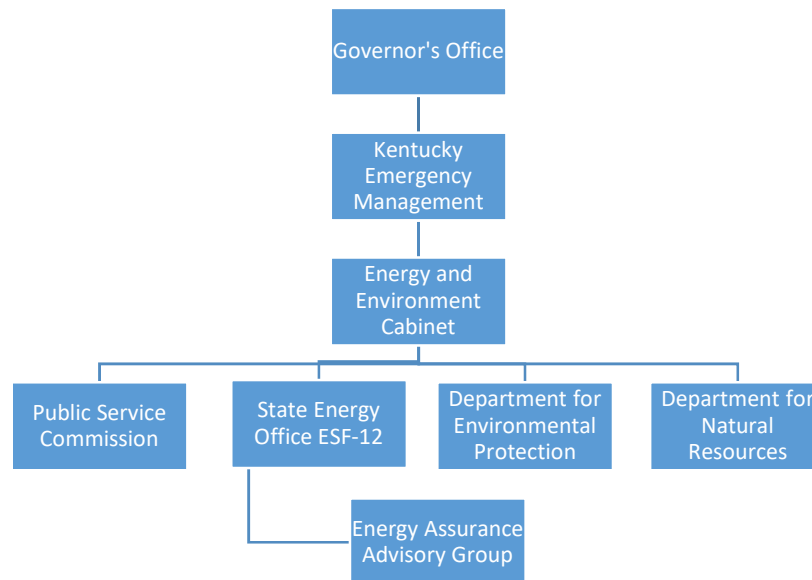 Governor's Office
Kentucky
Emergency
Management
Energy and
Environment
Cabinet
Public Service
Commission
State Energy
Office ESF-12
Department for
Environmental
Protection
Department for
Natural
Resources
Energy Assurance
Advisory Group